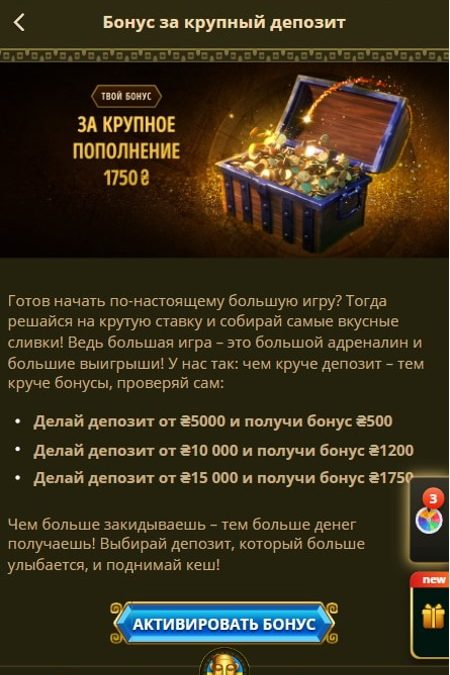 Бонус за крупный депозит
ТВОЙ БОНУС
ЗА КРУПНОЕ
ПОПОЛНЕНИЕ
1750 ₴
Готов начать по-настоящему большую игру? Тогда
решайся на крутую ставку и собирай самые вкусные
сливки! Ведь большая игра – это большой адреналин и
большие выигрыши! У нас так: чем круче депозит – тем
круче бонусы, проверяй сам:
• Делай депозит от ₴5000 и получи бонус ₴500
• Делай депозит от ₴10 000 и получи бонус ₴1200
• Делай депозит от ₴15 000 и получи бонус ₴1750
3
Чем больше закидываешь – тем больше денег
получаешь! Выбирай депозит, который больше
улыбается, и поднимай кеш!
new
АКТИВИРОВАТЬ БОНУС